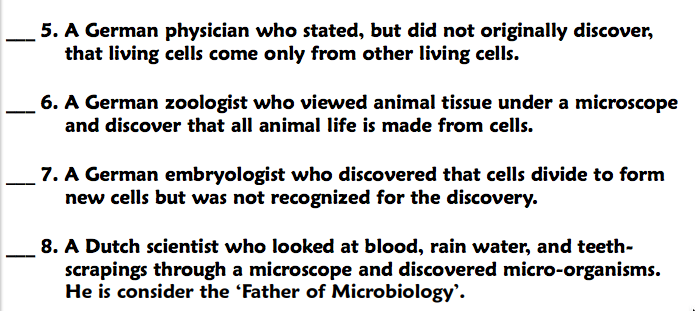 ___ 5. A German physician who stated, but did not originally discover,
that living cells come only from other living cells.
___ 6. A German zoologist who viewed animal tissue under a microscope
and discover that all animal life is made from cells.
___ 7. A German embryologist who discovered that cells divide to form
new cells but was not recognized for the discovery.
___ 8. A Dutch scientist who looked at blood, rain water, and teeth-
scrapings through a microscope and discovered micro-organisms.
He is consider the ‘Father of Microbiology’.